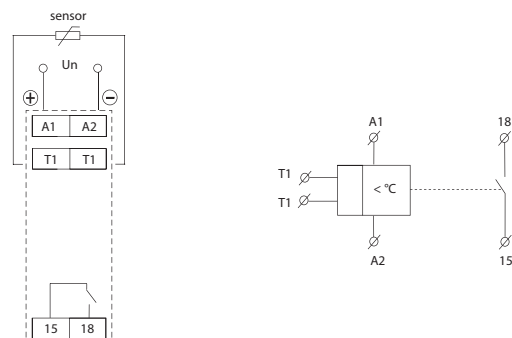 sensor
Un
+ −
A1 A2
T1 T1
15 18
A1 18
T1
< °C
T1
A2 15